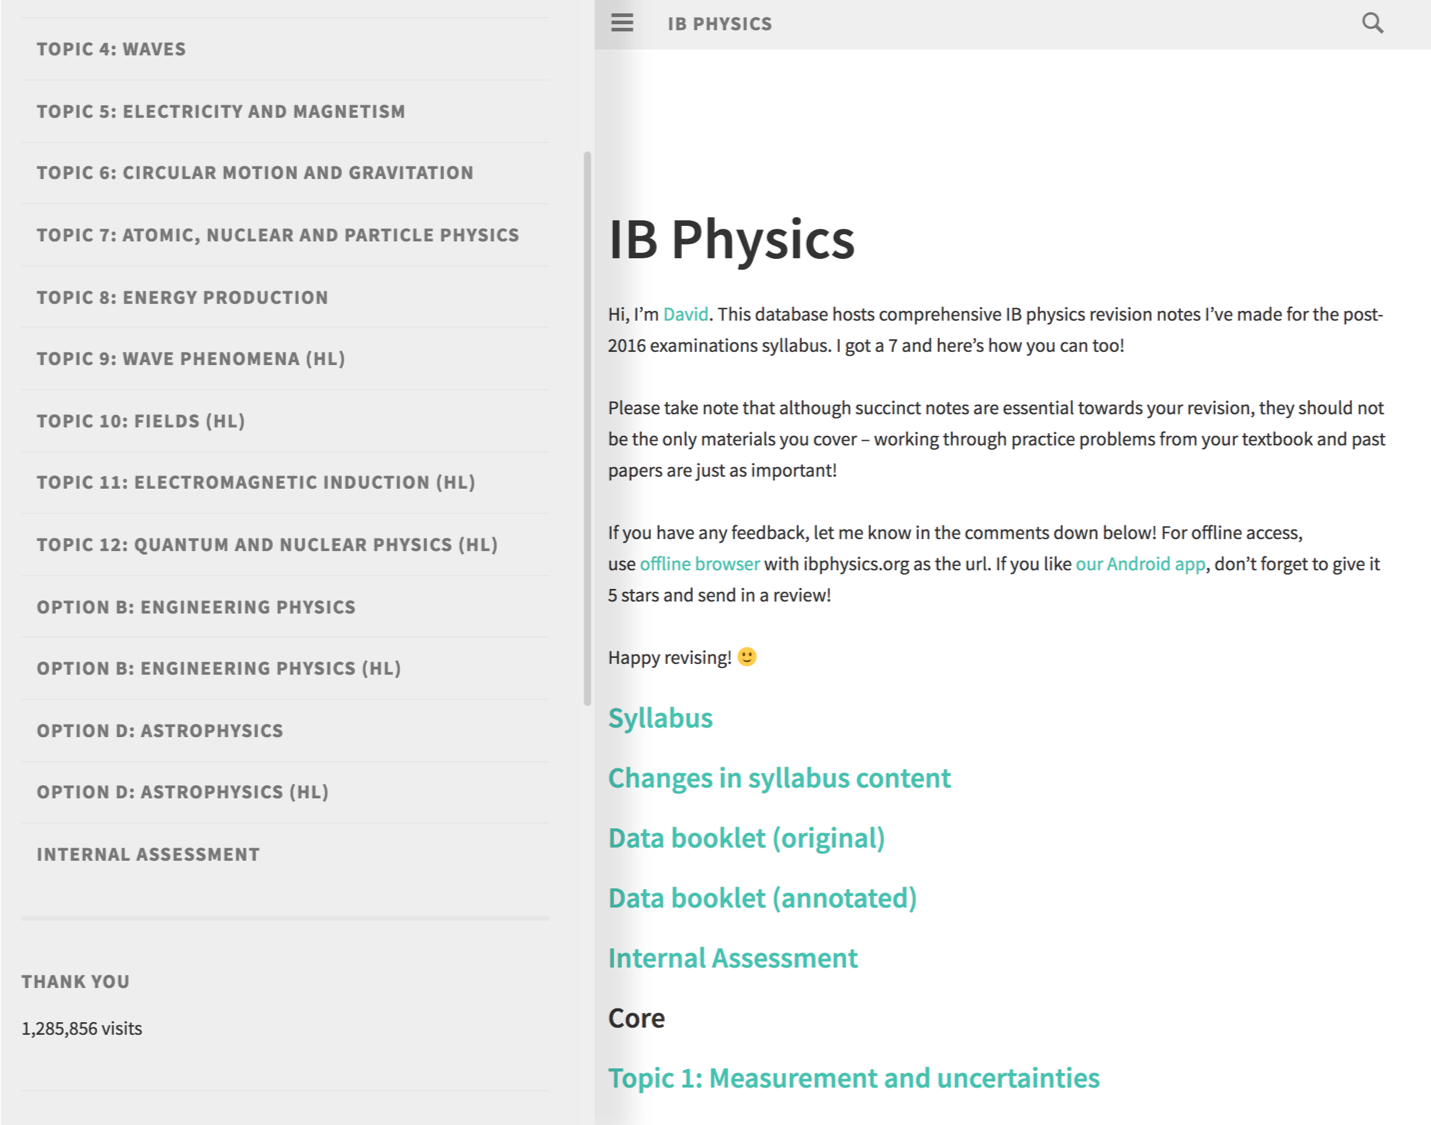 TOPIC 4: WAVES
TOPIC 5: ELECTRICITY AND MAGNETISM
TOPIC 6: CIRCULAR MOTION AND GRAVITATION
TOPIC 7: ATOMIC, NUCLEAR AND PARTICLE PHYSICS
TOPIC 8: ENERGY PRODUCTION
TOPIC 9: WAVE PHENOMENA (HL)
TOPIC 10: FIELDS (HL)
TOPIC 11: ELECTROMAGNETIC INDUCTION (HL)
TOPIC 12: QUANTUM AND NUCLEAR PHYSICS (HL)
OPTION B: ENGINEERING PHYSICS
OPTION B: ENGINEERING PHYSICS (HL)
OPTION D: ASTROPHYSICS
OPTION D: ASTROPHYSICS (HL)
INTERNAL ASSESSMENT
THANK YOU
1,285,856 visits
IB PHYSICS
IB Physics
Hi, I’m David. This database hosts comprehensive IB physics revision notes I’ve made for the post-
2016 examinations syllabus. I got a 7 and here’s how you can too!
Please take note that although succinct notes are essential towards your revision, they should not
be the only materials you cover – working through practice problems from your textbook and past
papers are just as important!
If you have any feedback, let me know in the comments down below! For offline access,
use offline browser with ibphysics.org as the url. If you like our Android app, don’t forget to give it
5 stars and send in a review!
Happy revising! 🙂
Syllabus
Changes in syllabus content
Data booklet (original)
Data booklet (annotated)
Internal Assessment
Core
Topic 1: Measurement and uncertainties